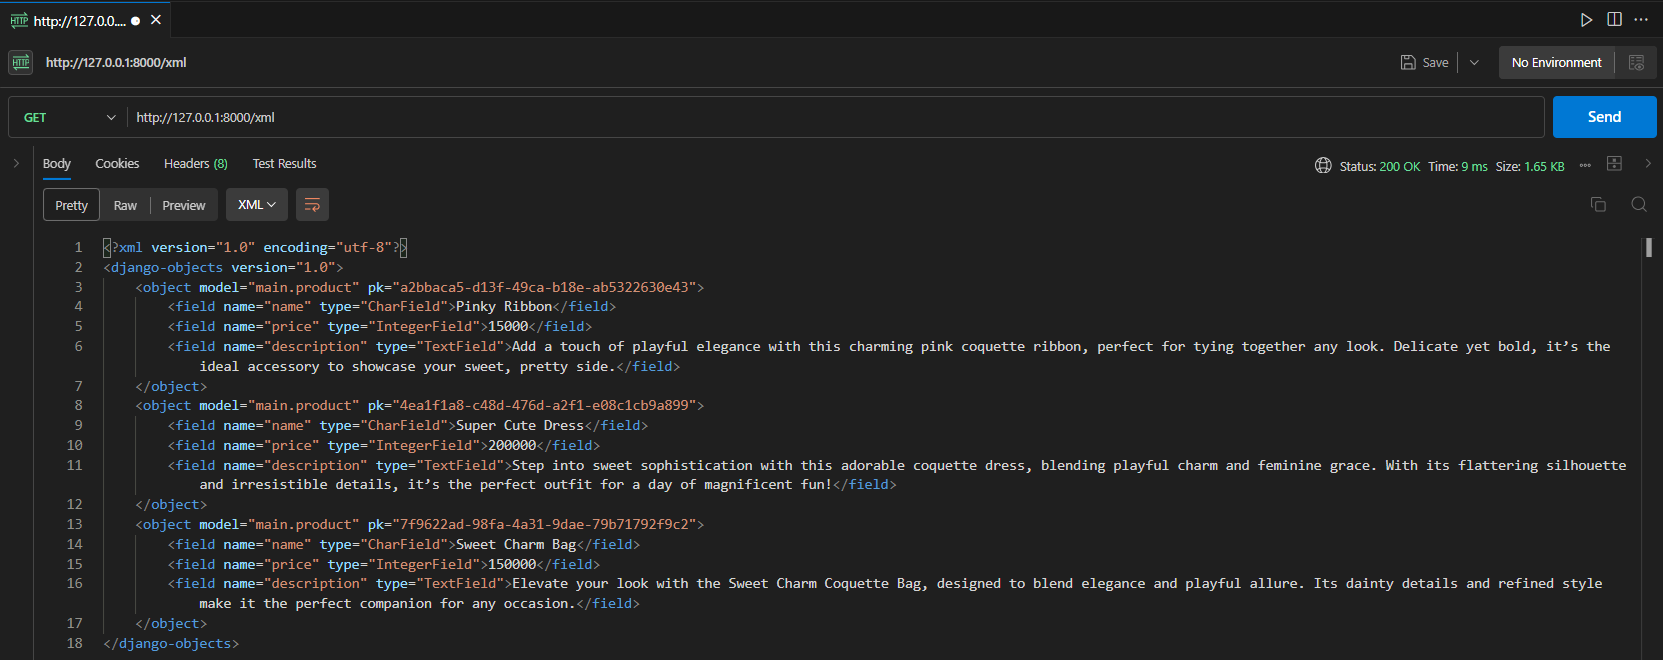 HTTP http://127.0.0....
HTTP http://127.0.0.1:8000/xml Save No Environment
GET http://127.0.0.1:8000/xml Send
Body Cookies Headers (8) Test Results Status: 200 OK Time: 9 ms Size: 1.65 KB
Pretty Raw Preview XML
1 <?xml version="1.0" encoding="utf-8"?>
2 <django-objects version="1.0">
3 <object model="main.product" pk="a2bbaca5-d13f-49ca-b18e-ab5322630e43">
4 <field name="name" type="CharField">Pinky Ribbon</field>
5 <field name="price" type="IntegerField">15000</field>
6 <field name="description" type="TextField">Add a touch of playful elegance with this charming pink coquette ribbon, perfect for tying together any look. Delicate yet bold, it’s the
ideal accessory to showcase your sweet, pretty side.</field>
7 </object>
8 <object model="main.product" pk="4ea1f1a8-c48d-476d-a2f1-e08c1cb9a899">
9 <field name="name" type="CharField">Super Cute Dress</field>
10 <field name="price" type="IntegerField">200000</field>
11 <field name="description" type="TextField">Step into sweet sophistication with this adorable coquette dress, blending playful charm and feminine grace. With its flattering silhouette
and irresistible details, it’s the perfect outfit for a day of magnificent fun!</field>
12 </object>
13 <object model="main.product" pk="7f9622ad-98fa-4a31-9dae-79b71792f9c2">
14 <field name="name" type="CharField">Sweet Charm Bag</field>
15 <field name="price" type="IntegerField">150000</field>
16 <field name="description" type="TextField">Elevate your look with the Sweet Charm Coquette Bag, designed to blend elegance and playful allure. Its dainty details and refined style
make it the perfect companion for any occasion.</field>
17 </object>
18 </django-objects>